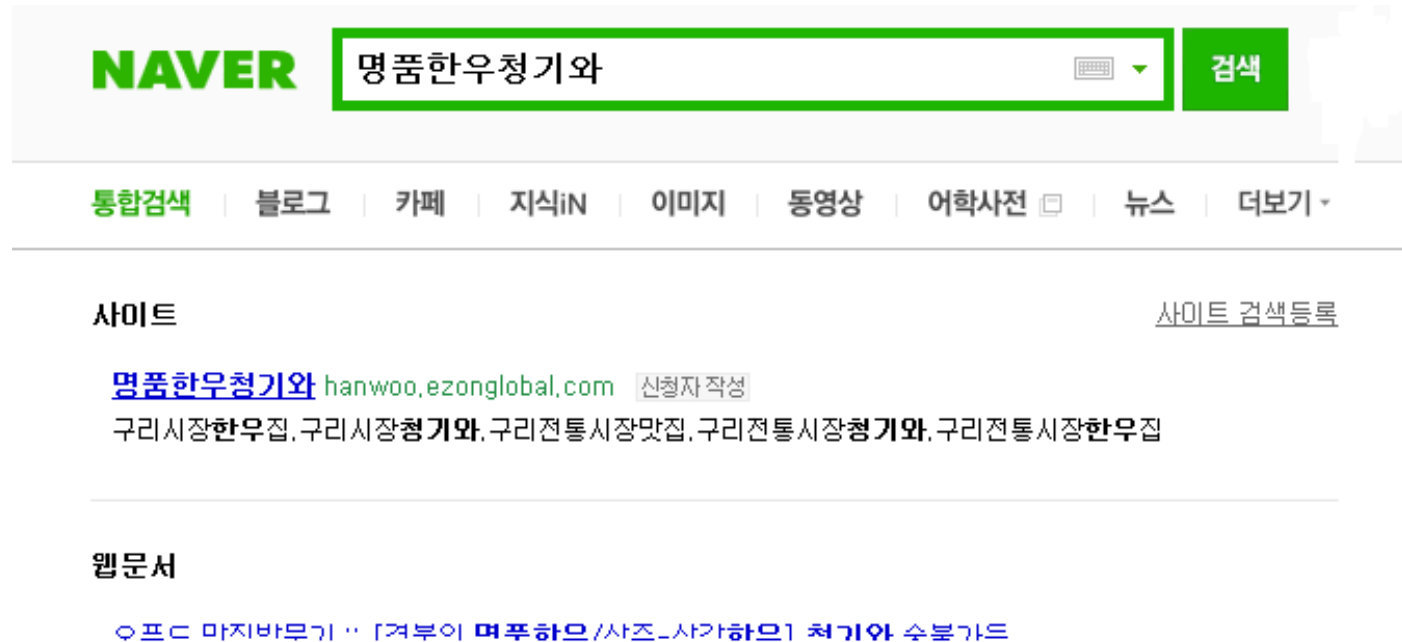 NAVER 명품한우청기와 검색
통합검색 블로그 카페 지식iN 이미지 동영상 어학사전 뉴스 더보기
사이트 사이트 검색등록
명품한우청기와 hanwoo.ezonglobal.com 신청자 작성
구리시장한우집,구리시장청기와,구리전통시장맛집,구리전통시장청기와,구리전통시장한우집
웹문서